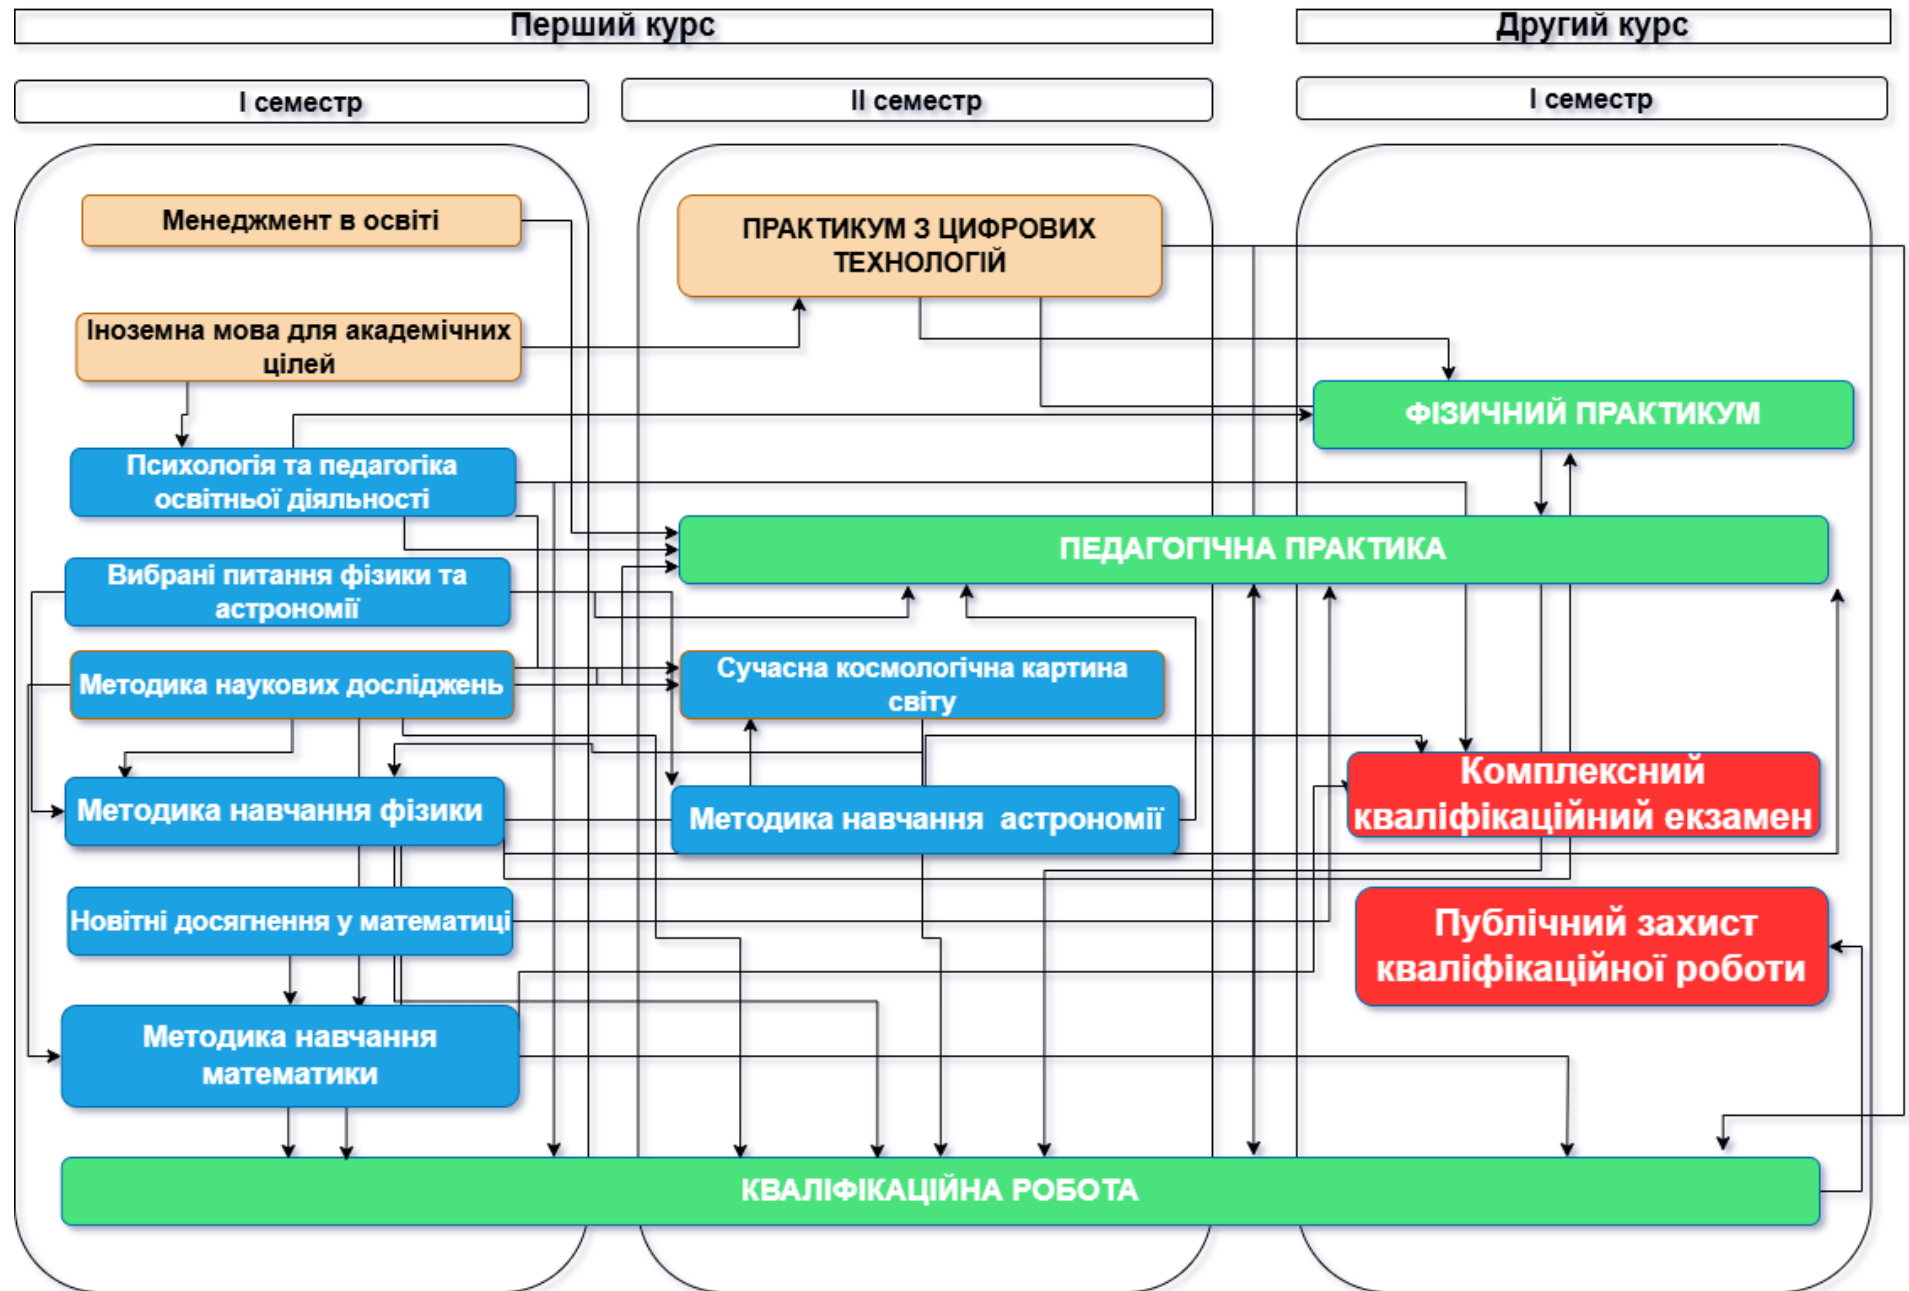 Перший курс
Другий курс
І семестр
ІІ семестр
І семестр
Менеджмент в освіті
Іноземна мова для академічних
цілей
Психологія та педагогіка
освітньої діяльності
Вибрані питання фізики та
астрономії
Методика наукових досліджень
Методика навчання фізики
Новітні досягнення у математиці
Методика навчання
математики
ПРАКТИКУМ З ЦИФРОВИХ
ТЕХНОЛОГІЙ
ФІЗИЧНИЙ ПРАКТИКУМ
ПЕДАГОГІЧНА ПРАКТИКА
Сучасна космологічна картина
світу
Методика навчання астрономії
Комплексний
кваліфікаційний екзамен
Публічний захист
кваліфікаційної роботи
КВАЛІФІКАЦІЙНА РОБОТА